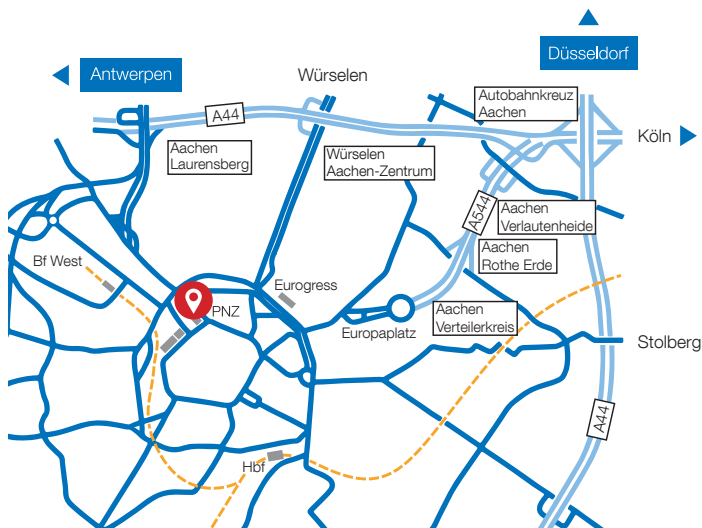 Düsseldorf
Antwerpen
Würselen
Autobahnkreuz
Aachen
A44
Köln
Aachen
Laurensberg
Würselen
Aachen-Zentrum
A544
Aachen
Verlautenheide
A44
Aachen
Rothe Erde
Bf West
Eurogress
PNZ
Europaplatz
Aachen
Verteilerkreis
Stolberg
A44
Hbf